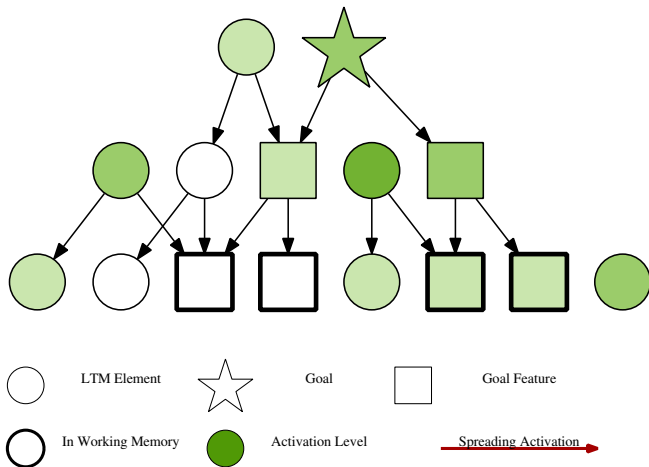 LTM Element
Goal
Goal Feature
In Working Memory
Activation Level
Spreading Activation